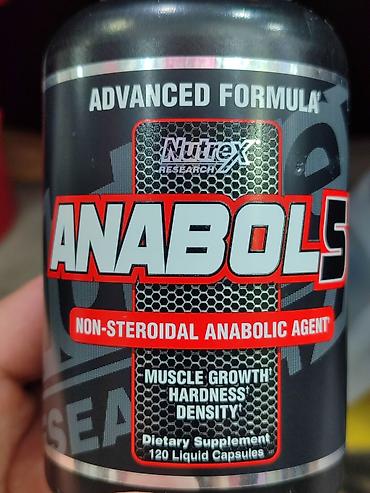 ADVANCED FORMULA†
Nutrex
RESEARCH
ANABOL5
NON-STEROIDAL ANABOLIC AGENT†
MUSCLE GROWTH†
HARDNESS†
DENSITY†
Dietary Supplement
120 Liquid Capsules